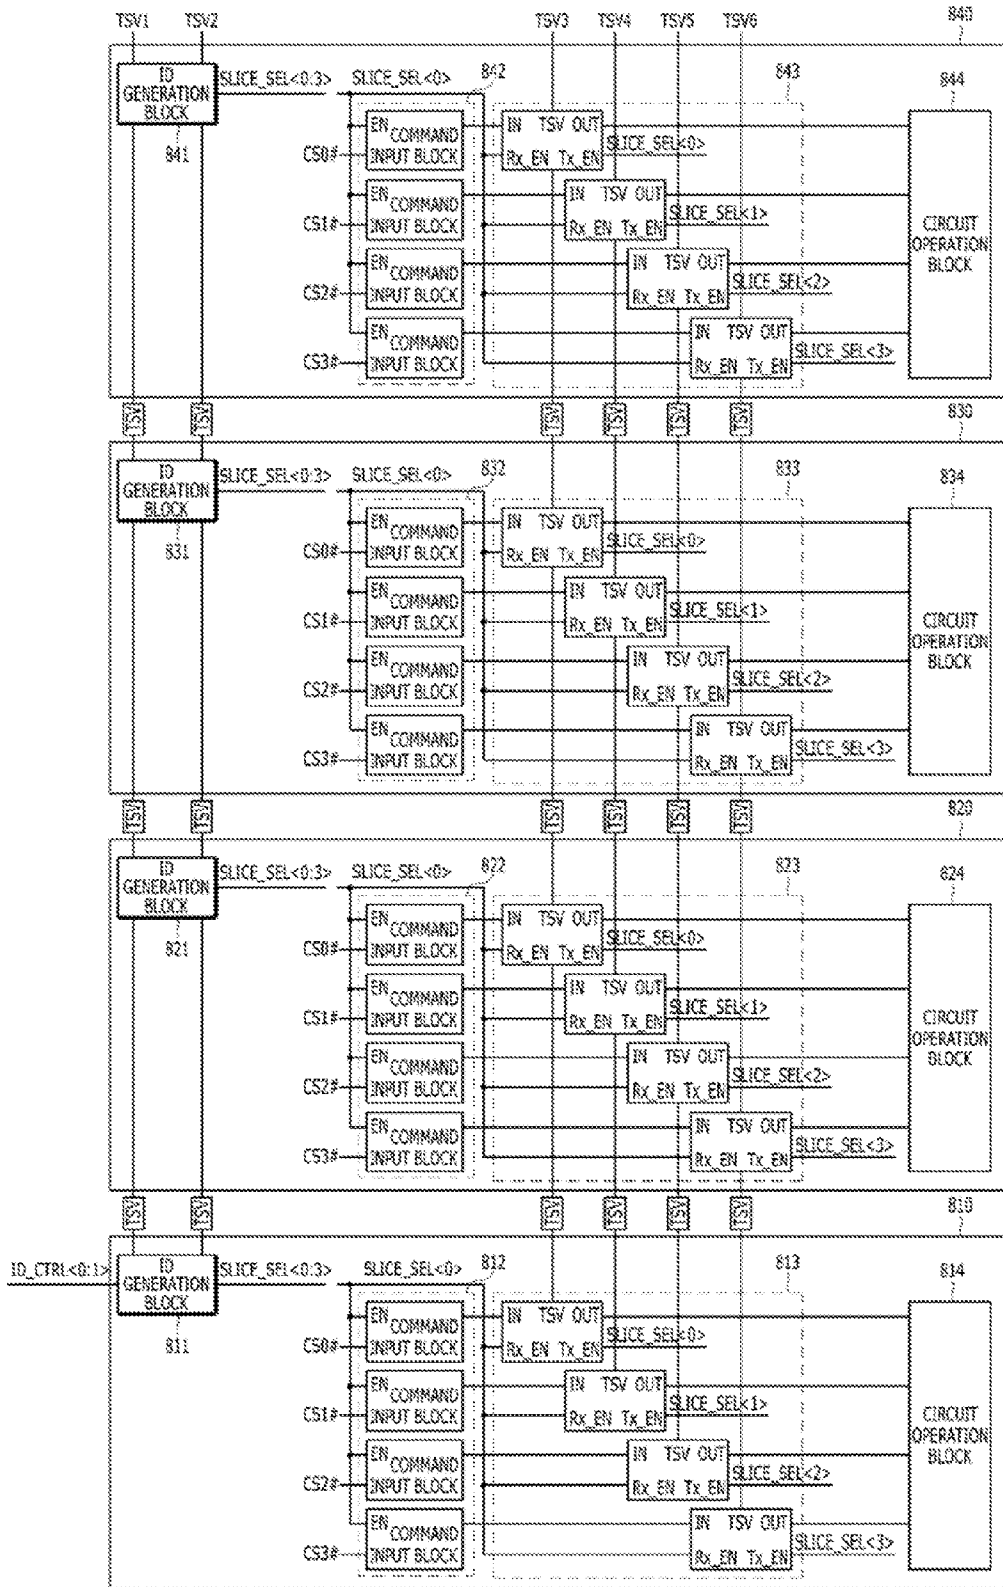 TSV1 TSV2 TSV3 TSV4 TSV5 TSV6 840
ID GENERATION BLOCK SLICE_SEL<0:3> SLICE_SEL<0> 842 843 844
841
EN COMMAND INPUT BLOCK IN TSV OUT
CS0# Rx_EN Tx_EN SLICE_SEL<0>
EN COMMAND INPUT BLOCK IN TSV OUT
CS1# Rx_EN Tx_EN SLICE_SEL<1>
CIRCUIT OPERATION BLOCK
EN COMMAND INPUT BLOCK IN TSV OUT
CS2# Rx_EN Tx_EN SLICE_SEL<2>
EN COMMAND INPUT BLOCK IN TSV OUT
CS3# Rx_EN Tx_EN SLICE_SEL<3>
TSV TSV TSV TSV TSV TSV 830
ID GENERATION BLOCK SLICE_SEL<0:3> SLICE_SEL<0> 832 833 834
831
EN COMMAND INPUT BLOCK IN TSV OUT
CS0# Rx_EN Tx_EN SLICE_SEL<0>
EN COMMAND INPUT BLOCK IN TSV OUT
CS1# Rx_EN Tx_EN SLICE_SEL<1>
CIRCUIT OPERATION BLOCK
EN COMMAND INPUT BLOCK IN TSV OUT
CS2# Rx_EN Tx_EN SLICE_SEL<2>
EN COMMAND INPUT BLOCK IN TSV OUT
CS3# Rx_EN Tx_EN SLICE_SEL<3>
TSV TSV TSV TSV TSV TSV 820
ID GENERATION BLOCK SLICE_SEL<0:3> SLICE_SEL<0> 822 823 824
821
EN COMMAND INPUT BLOCK IN TSV OUT
CS0# Rx_EN Tx_EN SLICE_SEL<0>
EN COMMAND INPUT BLOCK IN TSV OUT
CS1# Rx_EN Tx_EN SLICE_SEL<1>
CIRCUIT OPERATION BLOCK
EN COMMAND INPUT BLOCK IN TSV OUT
CS2# Rx_EN Tx_EN SLICE_SEL<2>
EN COMMAND INPUT BLOCK IN TSV OUT
CS3# Rx_EN Tx_EN SLICE_SEL<3>
TSV TSV TSV TSV TSV TSV 810
ID_CTRL<0:1> ID GENERATION BLOCK SLICE_SEL<0:3> SLICE_SEL<0> 812 813 814
811
EN COMMAND INPUT BLOCK IN TSV OUT
CS0# Rx_EN Tx_EN SLICE_SEL<0>
EN COMMAND INPUT BLOCK IN TSV OUT
CS1# Rx_EN Tx_EN SLICE_SEL<1>
CIRCUIT OPERATION BLOCK
EN COMMAND INPUT BLOCK IN TSV OUT
CS2# Rx_EN Tx_EN SLICE_SEL<2>
EN COMMAND INPUT BLOCK IN TSV OUT
CS3# Rx_EN Tx_EN SLICE_SEL<3>